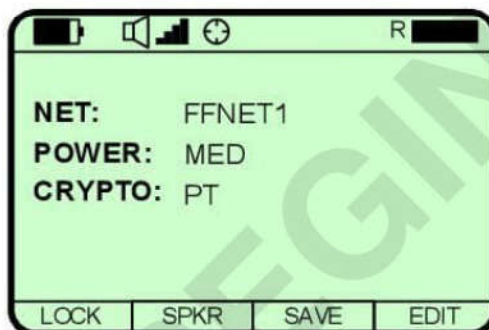 R
NET: FFNET1
POWER: MED
CRYPTO: PT
LOCK SPKR SAVE EDIT